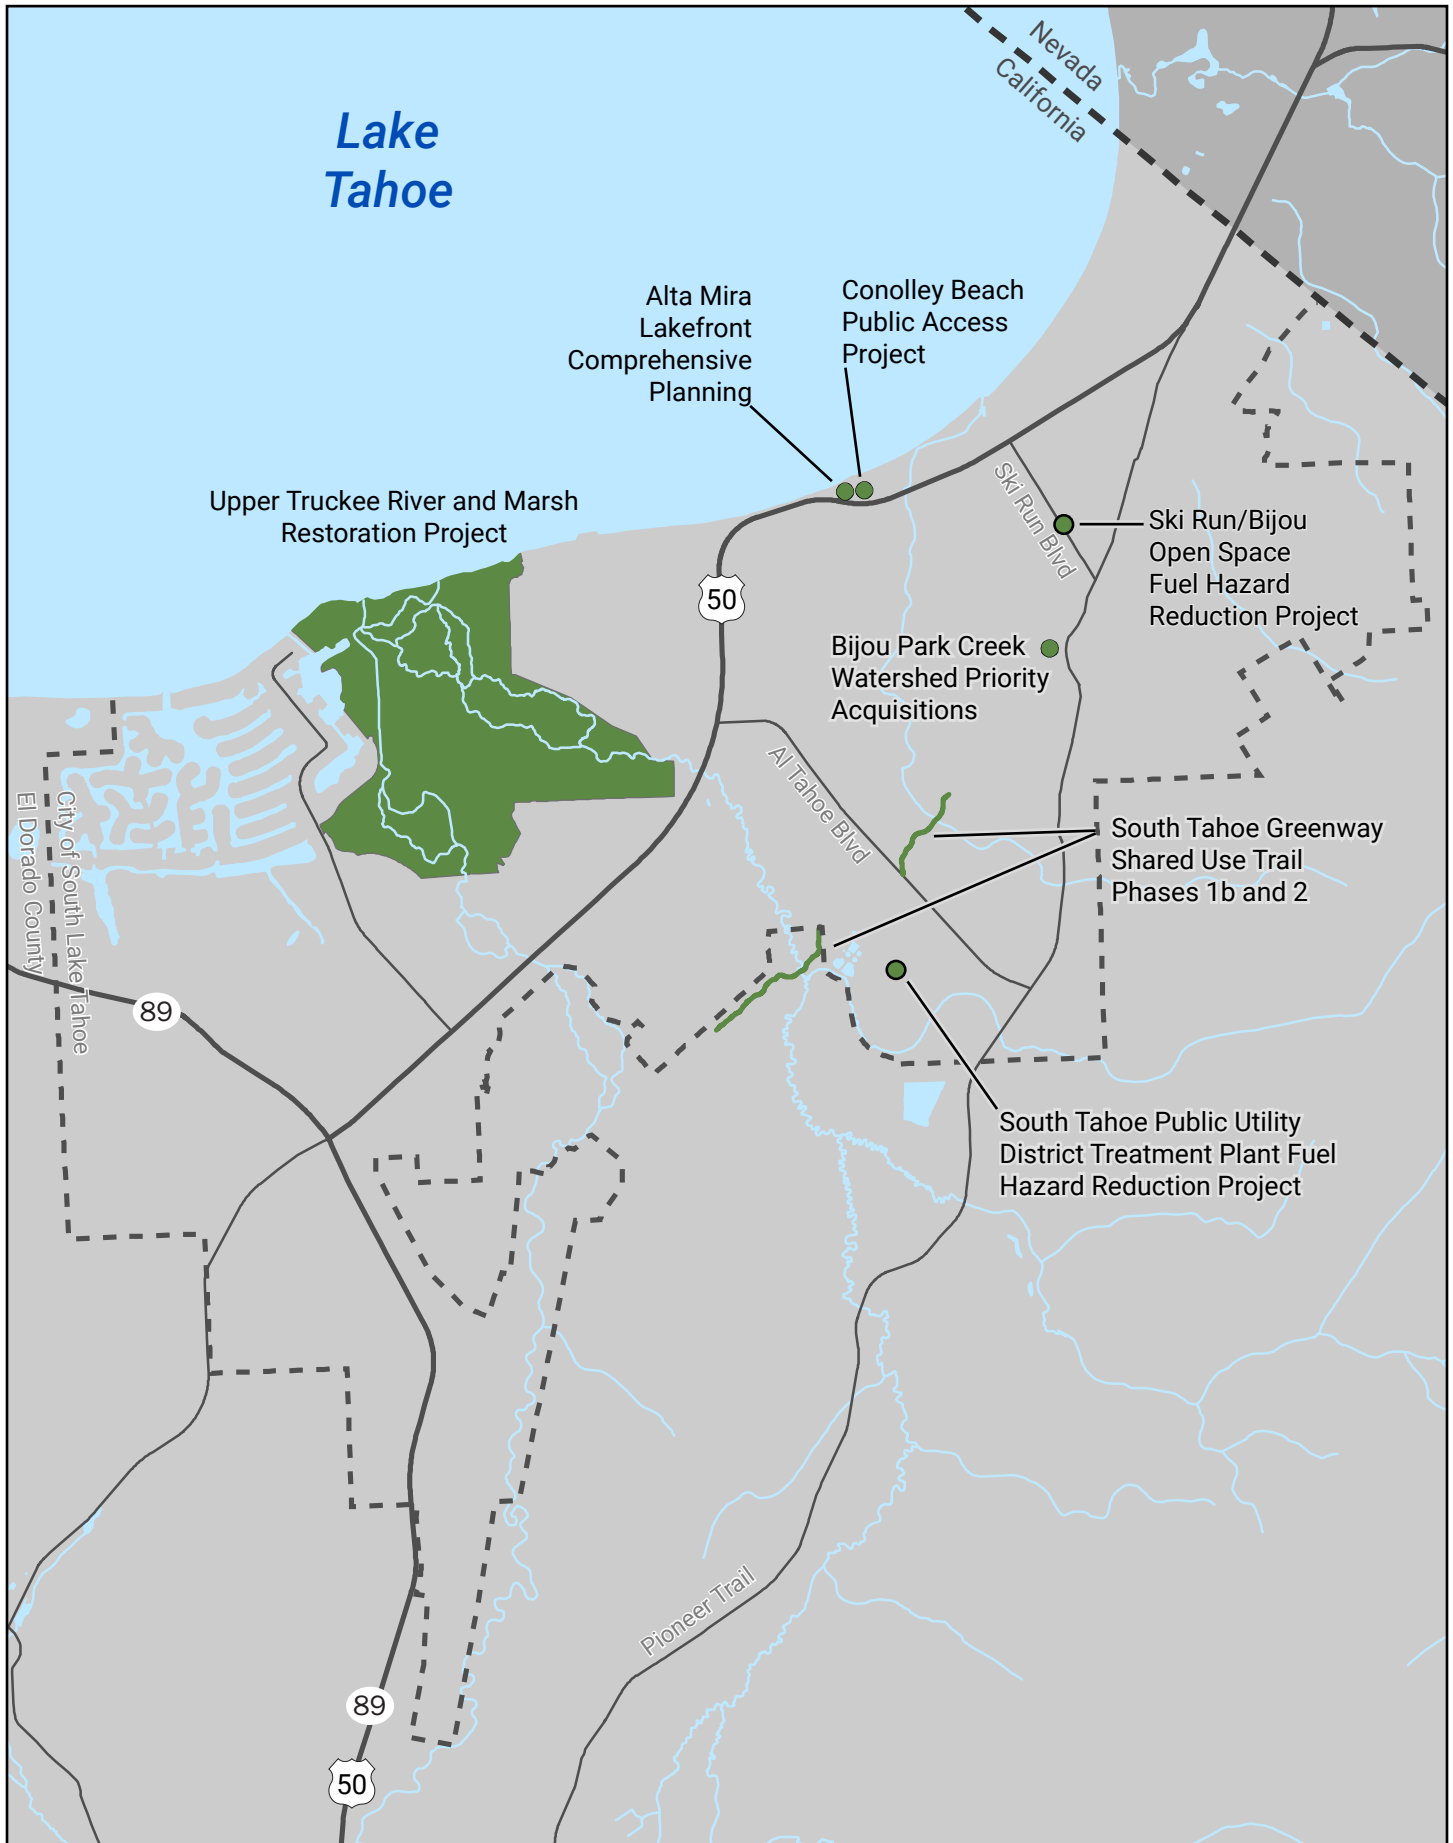 Nevada
California
Lake
Tahoe
Alta Mira
Lakefront
Comprehensive
Planning
Conolley Beach
Public Access
Project
Upper Truckee River and Marsh
Restoration Project
Ski Run Blvd
Ski Run/Bijou
Open Space
Fuel Hazard
Reduction Project
50
Bijou Park Creek
Watershed Priority
Acquisitions
Al Tahoe Blvd
South Tahoe Greenway
Shared Use Trail
Phases 1b and 2
El Dorado County
City of South Lake Tahoe
89
South Tahoe Public Utility
District Treatment Plant Fuel
Hazard Reduction Project
Pioneer Trail
89
50